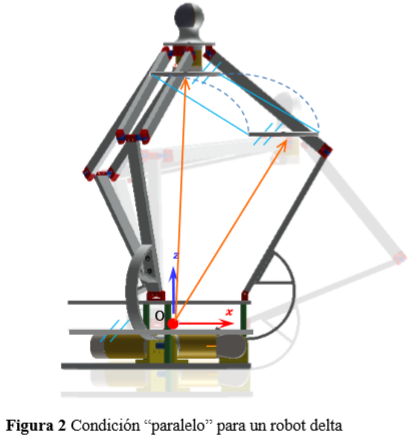 z
O
x
Figura 2 Condición “paralelo” para un robot delta